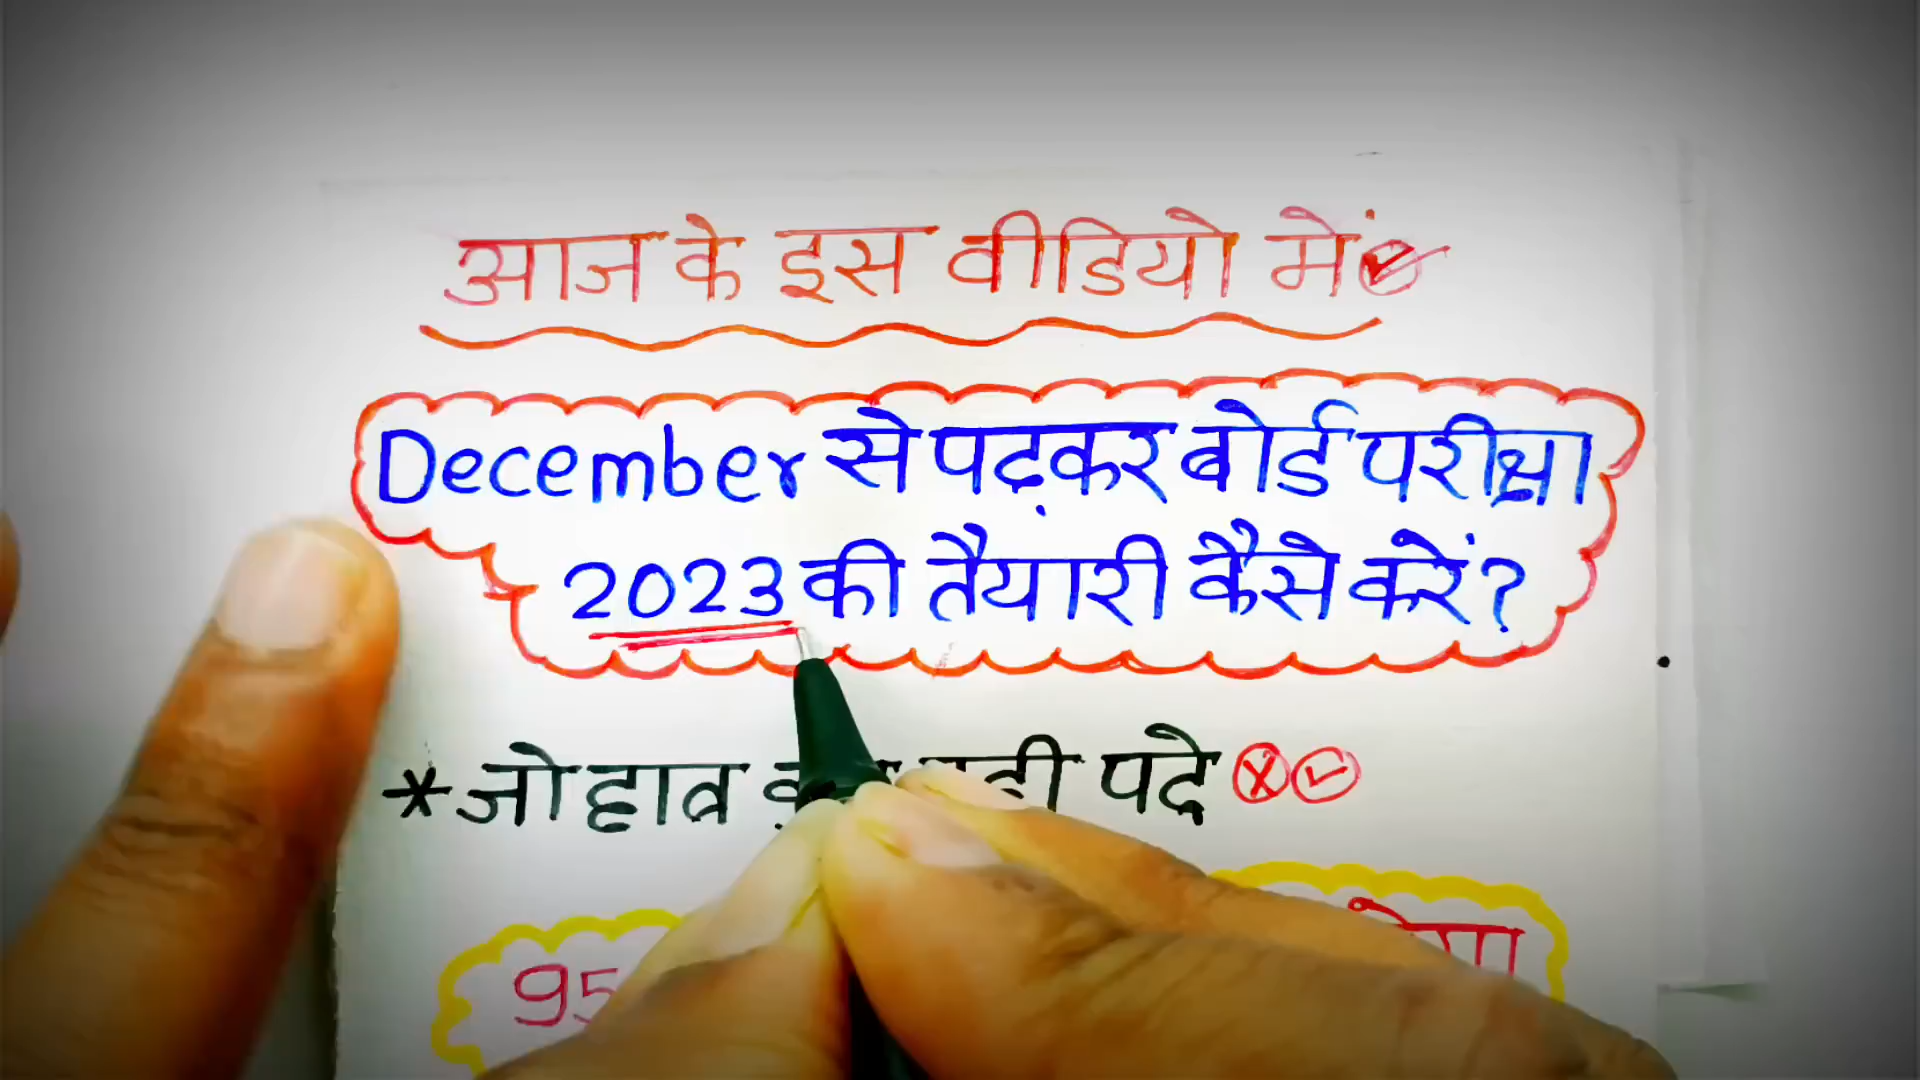 आज के इस वीडियो में
December से पढ़कर बोर्ड परीक्षा
2023 की तैयारी कैसे करें?
*जो छात्र पढ़े
95